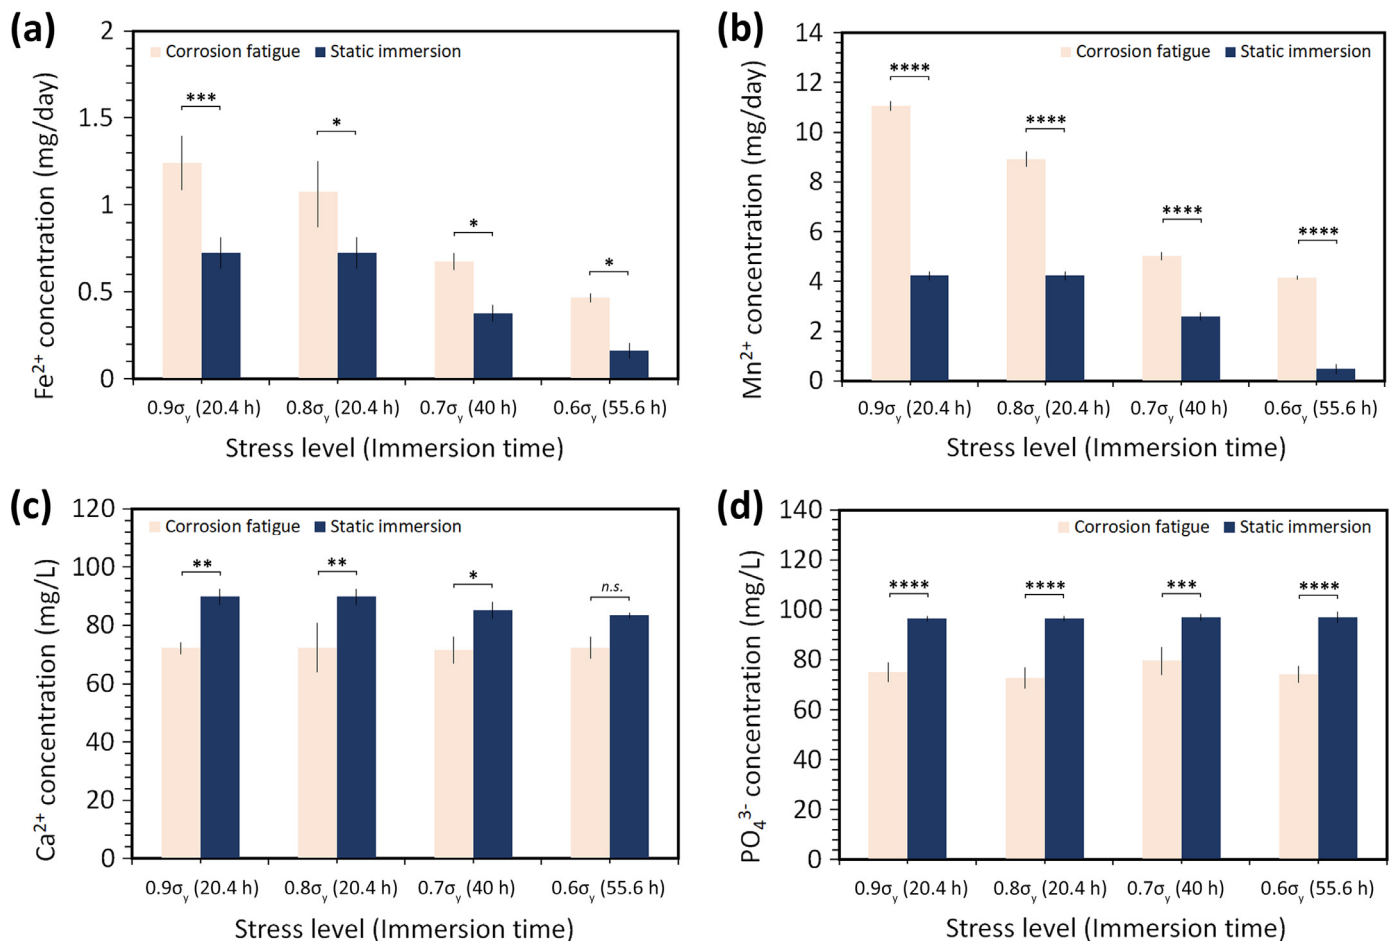 (a)
2
1.5
1
0.5
0
Fe²⁺ concentration (mg/day)
Corrosion fatigue Static immersion
***
*
*
*
0.9σy (20.4 h) 0.8σy (20.4 h) 0.7σy (40 h) 0.6σy (55.6 h)
Stress level (Immersion time)
(b)
14
12
10
8
6
4
2
0
Mn²⁺ concentration (mg/day)
Corrosion fatigue Static immersion
****
****
****
****
0.9σy (20.4 h) 0.8σy (20.4 h) 0.7σy (40 h) 0.6σy (55.6 h)
Stress level (Immersion time)
(c)
120
100
80
60
40
20
0
Ca²⁺ concentration (mg/L)
Corrosion fatigue Static immersion
**
**
*
n.s.
0.9σy (20.4 h) 0.8σy (20.4 h) 0.7σy (40 h) 0.6σy (55.6 h)
Stress level (Immersion time)
(d)
140
120
100
80
60
40
20
0
PO₄³⁻ concentration (mg/L)
Corrosion fatigue Static immersion
****
****
***
****
0.9σy (20.4 h) 0.8σy (20.4 h) 0.7σy (40 h) 0.6σy (55.6 h)
Stress level (Immersion time)